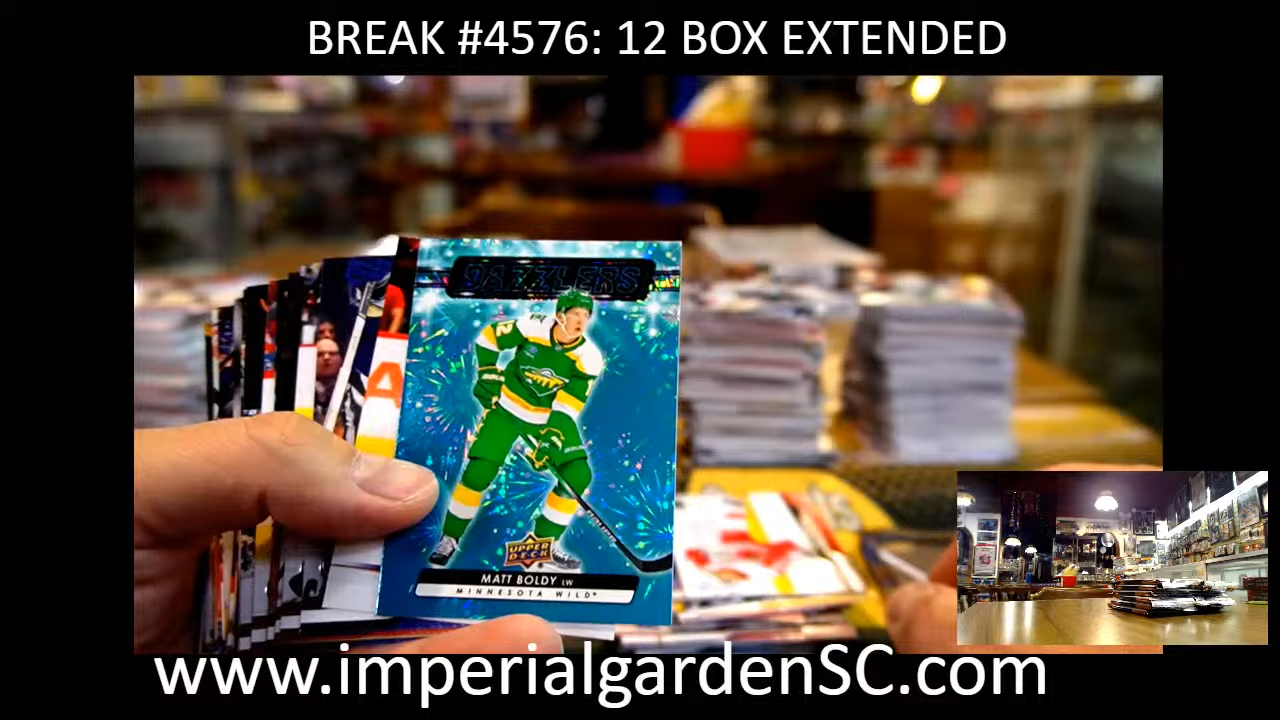 BREAK #4576: 12 BOX EXTENDED
DAZZLERS
UPPER DECK
MATT BOLDY LW
MINNESOTA WILD
www.imperialgardenSC.com